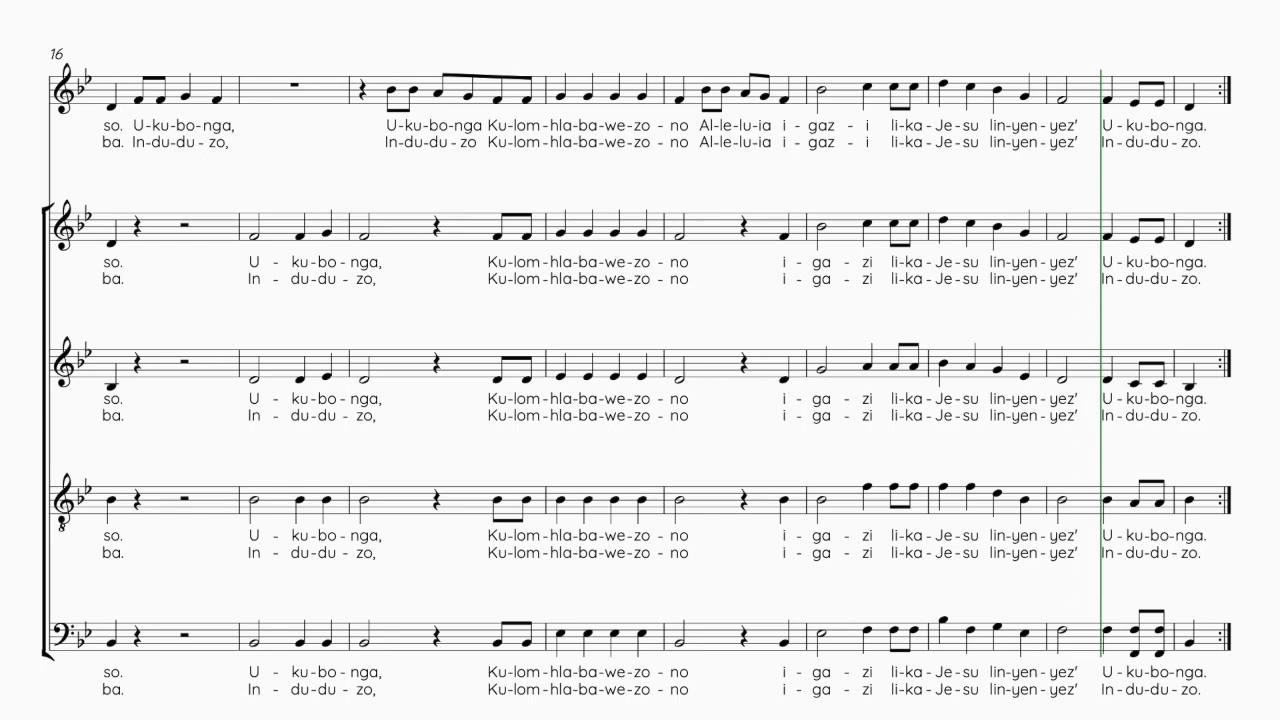 16
so. U-ku-bo-nga, U-ku-bo-nga Ku-lom-hla-ba-we-zo-no Al-le-lu-ia i-gaz-i li-ka-Je-su lin-yen-yez' U-ku-bo-nga.
ba. In-du-du-zo, In-du-du-zo Ku-lom-hla-ba-we-zo-no Al-le-lu-ia i-gaz-i li-ka-Je-su lin-yen-yez' In-du-du-zo.
so. U-ku-bo-nga, Ku-lom-hla-ba-we-zo-no i-ga-zi li-ka-Je-su lin-yen-yez' U-ku-bo-nga.
ba. In-du-du-zo, Ku-lom-hla-ba-we-zo-no i-ga-zi li-ka-Je-su lin-yen-yez' In-du-du-zo.
so. U-ku-bo-nga, Ku-lom-hla-ba-we-zo-no i-ga-zi li-ka-Je-su lin-yen-yez' U-ku-bo-nga.
ba. In-du-du-zo, Ku-lom-hla-ba-we-zo-no i-ga-zi li-ka-Je-su lin-yen-yez' In-du-du-zo.
so. U-ku-bo-nga, Ku-lom-hla-ba-we-zo-no i-ga-zi li-ka-Je-su lin-yen-yez' U-ku-bo-nga.
ba. In-du-du-zo, Ku-lom-hla-ba-we-zo-no i-ga-zi li-ka-Je-su lin-yen-yez' In-du-du-zo.
8
so. U-ku-bo-nga, Ku-lom-hla-ba-we-zo-no i-ga-zi li-ka-Je-su lin-yen-yez' U-ku-bo-nga.
ba. In-du-du-zo, Ku-lom-hla-ba-we-zo-no i-ga-zi li-ka-Je-su lin-yen-yez' In-du-du-zo.